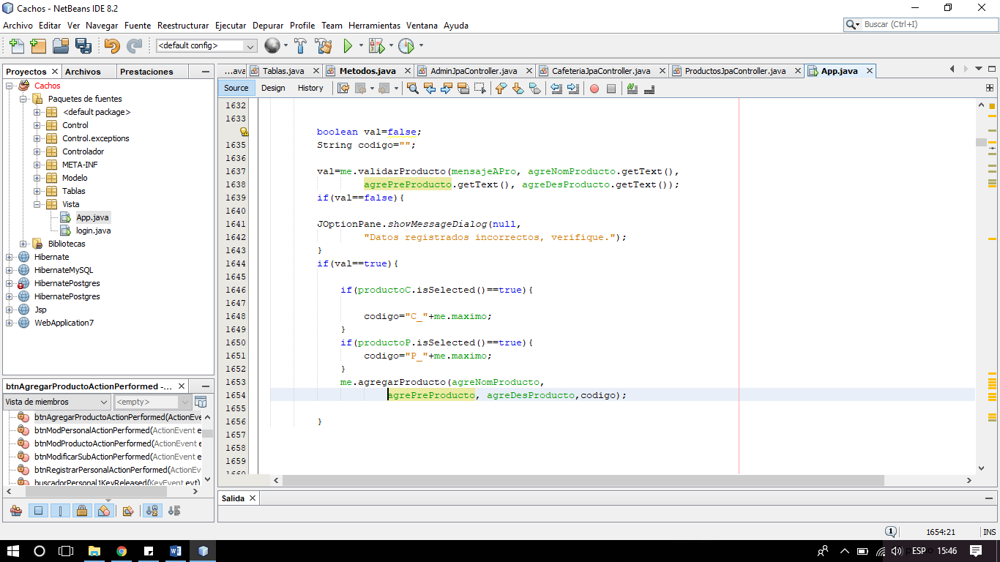 Cachos - NetBeans IDE 8.2
Archivo Editar Ver Navegar Fuente Reestructurar Ejecutar Depurar Profile Team Herramientas Ventana Ayuda
Buscar (Ctrl+I)
<default config>
Proyectos Archivos Prestaciones
...ava Tablas.java Metodos.java AdminJpaController.java CafeteriaJpaController.java ProductosJpaController.java App.java
Source Design History
Cachos
Paquetes de fuentes
<default package>
Control
Control.exceptions
Controlador
META-INF
Modelo
Tablas
Vista
App.java
login.java
Bibliotecas
Hibernate
HibernateMySQL
HibernatePostgres
HibernatePostgres
Jsp
WebApplication7
btnAgregarProductoActionPerformed -...
Vista de miembros <empty>
btnAgregarProductoActionPerformed(ActionEve
btnModPersonalActionPerformed(ActionEvent e
btnModProductoActionPerformed(ActionEvent e
btnModificarSubActionPerformed(ActionEvent e
btnRegistrarPersonalActionPerformed(ActionEv
buscadorPersonal1KeyReleased(KeyEvent evt)
1632
1633
boolean val=false;
1635 String codigo="";
1636
1637 val=me.validarProducto(mensajeAPro, agreNomProducto.getText(),
1638 agrePreProducto.getText(), agreDesProducto.getText());
1639 if(val==false){
1640
1641 JOptionPane.showMessageDialog(null,
1642 "Datos registrados incorrectos, verifique.");
1643 }
1644 if(val==true){
1645
1646 if(productoC.isSelected()==true){
1647
1648 codigo="C_"+me.maximo;
1649 }
1650 if(productoP.isSelected()==true){
1651 codigo="P_"+me.maximo;
1652 }
1653 me.agregarProducto(agreNomProducto,
1654 agrePreProducto, agreDesProducto,codigo);
1655
1656 }
1657
1658
1659
1660
Salida
1 1654:21 INS
ESP 15:46